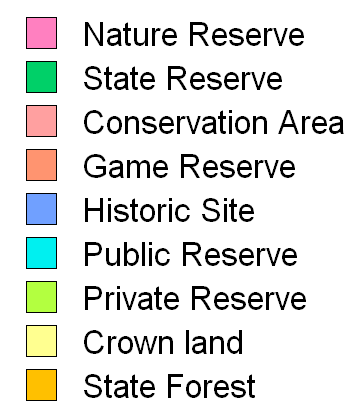 Nature Reserve
State Reserve
Conservation Area
Game Reserve
Historic Site
Public Reserve
Private Reserve
Crown land
State Forest